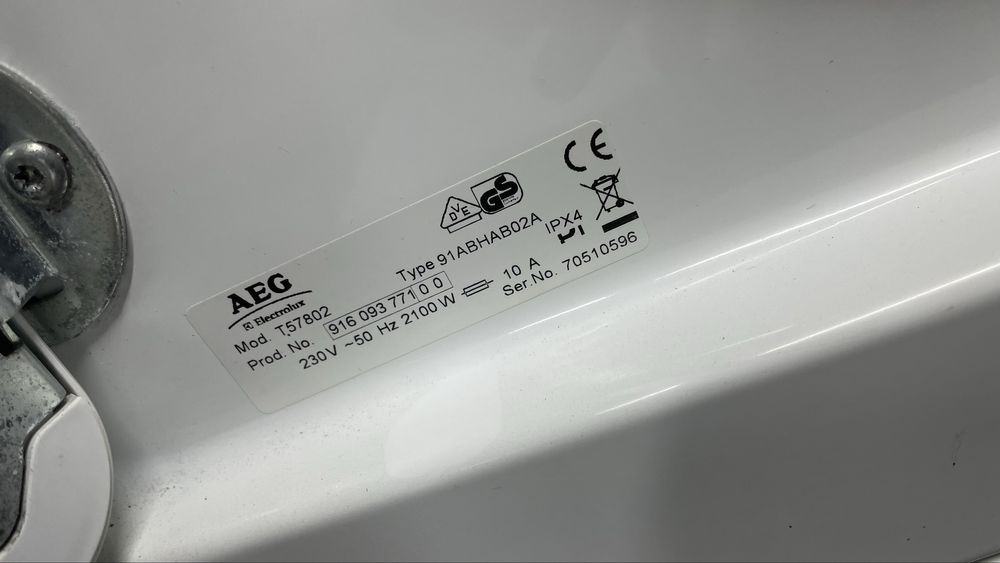 CE
VDE GS
AEG
Electrolux
Type 91ABHAB02A IPX4
Mod. T57802
Prod. No. 916 093 771 0 0
230V ~50 Hz 2100 W 10 A
Ser.No. 70510596